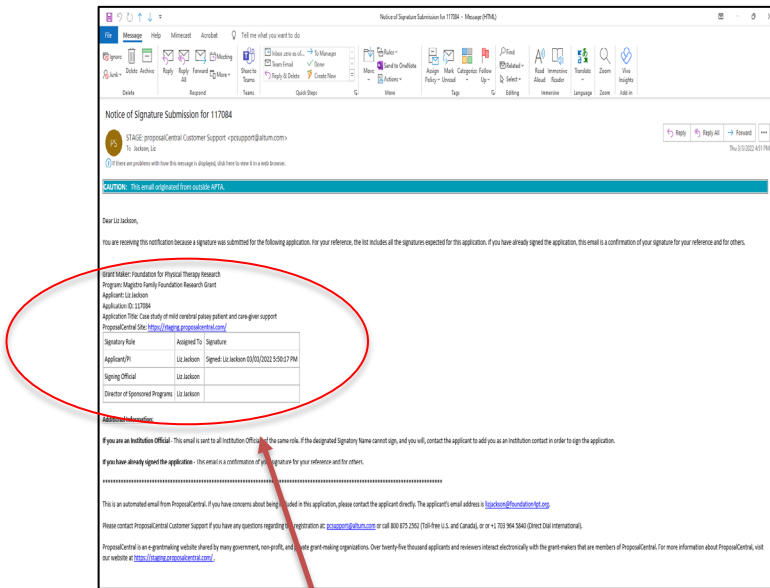 Notice of Signature Submission for 117084 - Message (HTML)
File Message Help Mimecast Acrobat Tell me what you want to do
Ignore
Junk
Delete Archive
Reply Reply All Forward
Meeting
More
Share to Teams
Inbox zero as of...
Team Email
Reply & Delete
To Manager
Done
Create New
Move
Rules
Send to OneNote
Actions
Assign Policy Mark Unread Categorize Follow Up
Find
Related
Select
Read Aloud Immersive Reader
Translate
Zoom
Viva Insights
Delete Respond Teams Quick Steps Move Tags Editing Immersive Language Zoom Add-in
Notice of Signature Submission for 117084
PS
STAGE: proposalCentral Customer Support <pcsupport@altum.com>
To Jackson, Liz
Reply Reply All Forward
Thu 3/3/2022 4:51 PM
If there are problems with how this message is displayed, click here to view it in a web browser.
CAUTION: This email originated from outside APTA.
Dear Liz Jackson,
You are receiving this notification because a signature was submitted for the following application. For your reference, the list includes all the signatures expected for this application. If you have already signed the application, this email is a confirmation of your signature for your reference and for others.
Grant Maker: Foundation for Physical Therapy Research
Program: Magistro Family Foundation Research Grant
Applicant: Liz Jackson
Application ID: 117084
Application Title: Case study of mild cerebral palsey patient and care-giver support
ProposalCentral Site: https://staging.proposalcentral.com/
Signatory Role Assigned To Signature
Applicant/PI Liz Jackson Signed: Liz Jackson 03/03/2022 5:50:17 PM
Signing Official Liz Jackson
Director of Sponsored Programs Liz Jackson
Additional Information:
If you are an Institution Official - This email is sent to all Institution Officials of the same role. If the designated Signatory Name cannot sign, and you will, contact the applicant to add you as an Institution contact in order to sign the application.
If you have already signed the application - This email is a confirmation of your signature for your reference and for others.
This is an automated email from ProposalCentral. If you have concerns about being included in this application, please contact the applicant directly. The applicant's email address is lizjackson@foundation4pt.org.
Please contact ProposalCentral Customer Support if you have any questions regarding the registration at: pcsupport@altum.com or call 800 875 2562 (Toll-free U.S. and Canada), or or +1 703 964 5840 (Direct Dial International).
ProposalCentral is an e-grantmaking website shared by many government, non-profit, and private grant-making organizations. Over twenty-five thousand applicants and reviewers interact electronically with the grant-makers that are members of ProposalCentral. For more information about ProposalCentral, visit
our website at https://staging.proposalcentral.com/ .